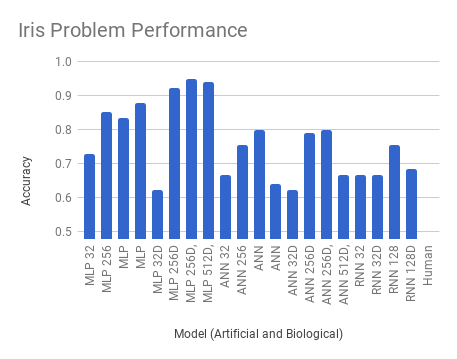 Iris Problem Performance
1.0
0.9
0.8
0.7
0.6
0.5
Accuracy
MLP 32
MLP 256
MLP
MLP
MLP 32D
MLP 256D
MLP 256D,
MLP 512D,
ANN 32
ANN 256
ANN
ANN
ANN 32D
ANN 256D
ANN 256D,
ANN 512D,
RNN 32
RNN 32D
RNN 128
RNN 128D
Human
Model (Artificial and Biological)